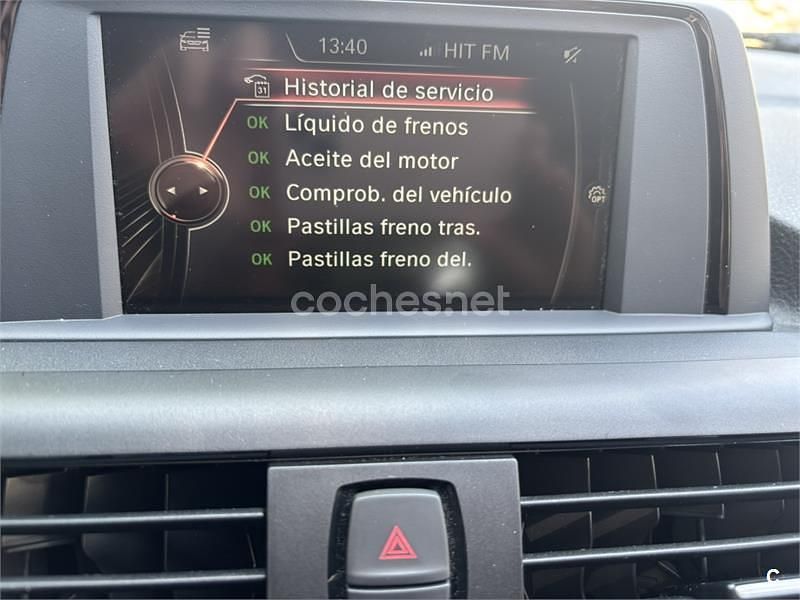 13:40 HIT FM
31 Historial de servicio
OK Líquido de frenos
OK Aceite del motor
OK Comprob. del vehículo
OPT
OK Pastillas freno tras.
OK Pastillas freno del.
coches.net
C